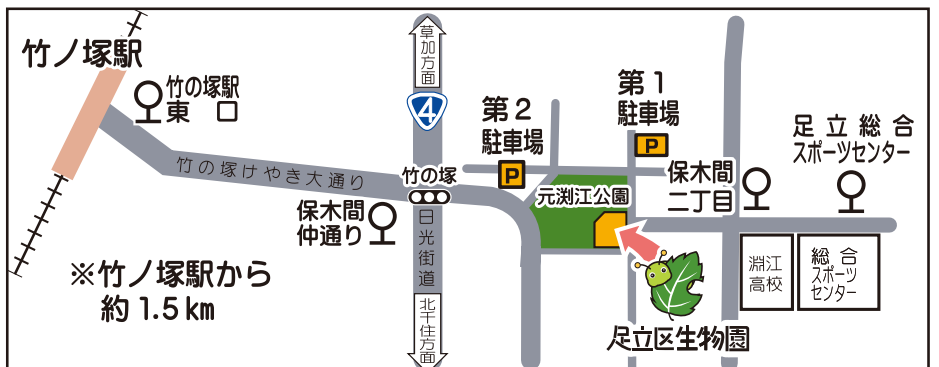 竹ノ塚駅
竹の塚駅
東口
草加方面
4
竹の塚けやき大通り
竹の塚
保木間
仲通り
日光街道
北千住方面
※竹ノ塚駅から
約1.5km
第2
駐車場
P
第1
駐車場
P
元渕江公園
保木間
二丁目
足立総合
スポーツセンター
淵江
高校
総合
スポーツ
センター
足立区生物園